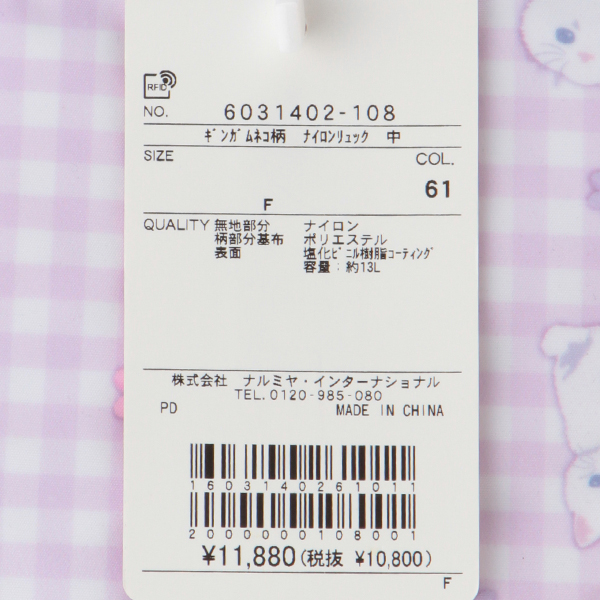 RFID
NO. 6031402-108
ｷﾞﾝｶﾞﾑﾈｺ柄 ﾅｲﾛﾝﾘｭｯｸ 中
SIZE COL.
F 61
QUALITY 無地部分 ナイロン
柄部分基布 ポリエステル
表面 塩化ﾋﾞﾆﾙ樹脂ｺｰﾃｨﾝｸﾞ
容量：約13L
株式会社 ナルミヤ・インターナショナル
TEL.0120-985-080
PD MADE IN CHINA
1603140261011
2000000108001
¥11,880(税抜 ¥10,800)
F